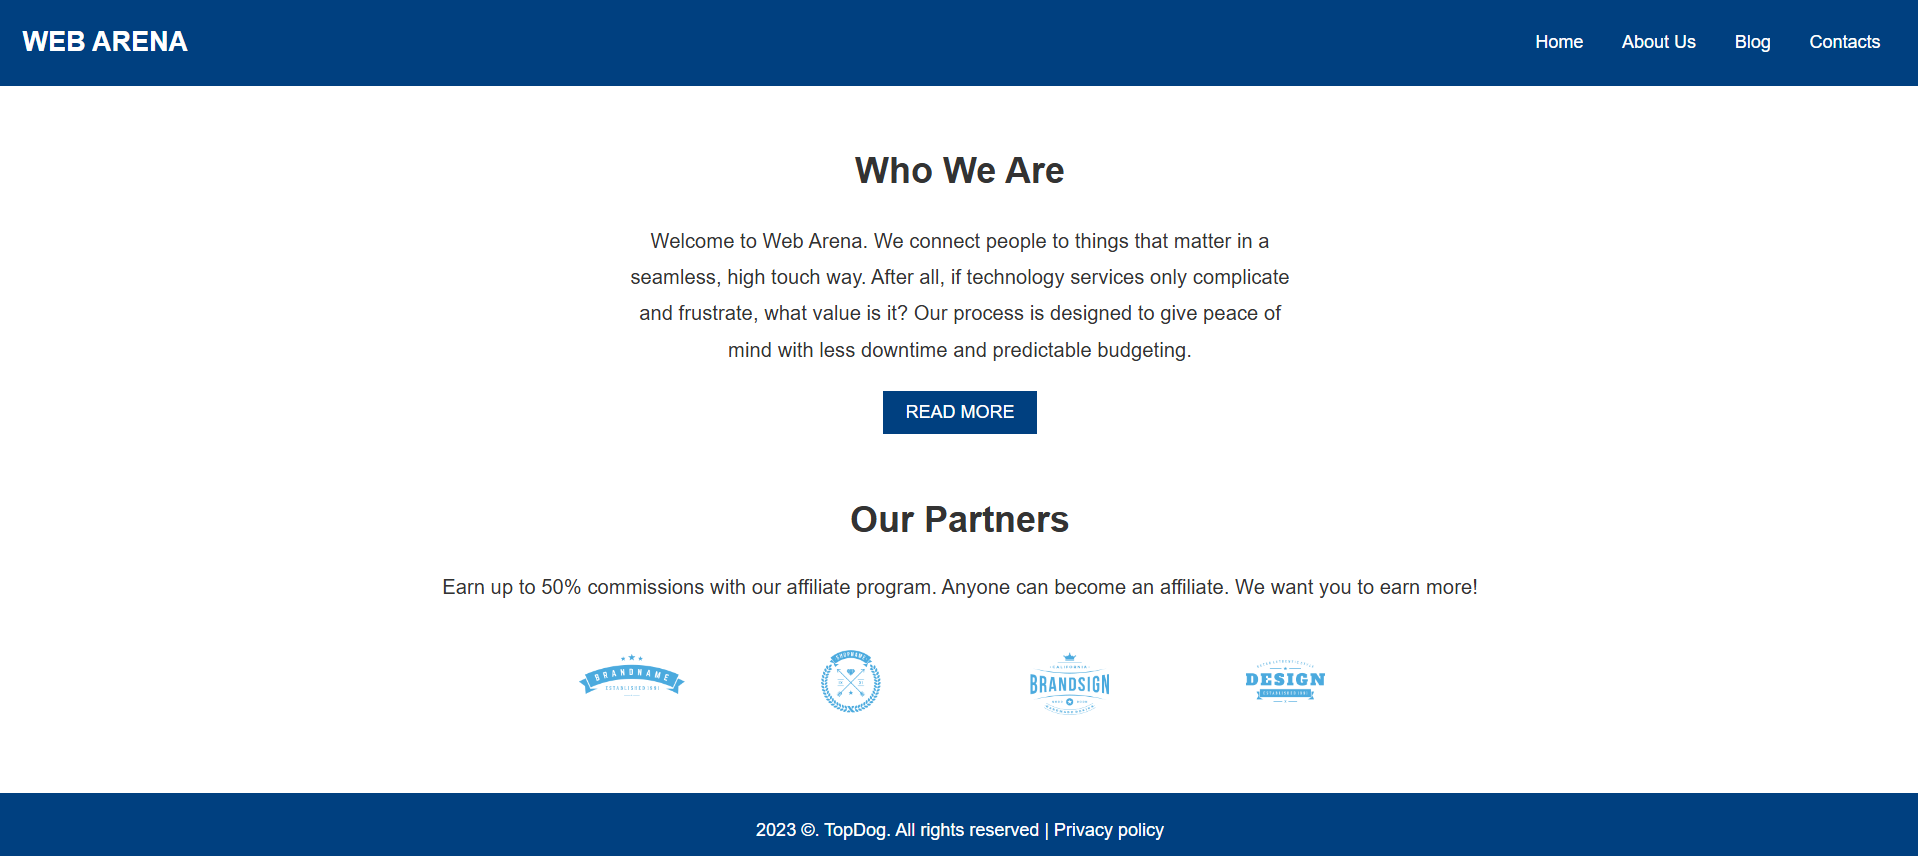 WEB ARENA
Home
About Us
Blog
Contacts
Who We Are
Welcome to Web Arena. We connect people to things that matter in a
seamless, high touch way. After all, if technology services only complicate
and frustrate, what value is it? Our process is designed to give peace of
mind with less downtime and predictable budgeting.
READ MORE
Our Partners
Earn up to 50% commissions with our affiliate program. Anyone can become an affiliate. We want you to earn more!
BRANDNAME
ESTABLISHED 1991
SHOPNAME
CALIFORNIA
BRANDSIGN
DESIGN
ESTABLISHED 1991
2023 ©. TopDog. All rights reserved | Privacy policy